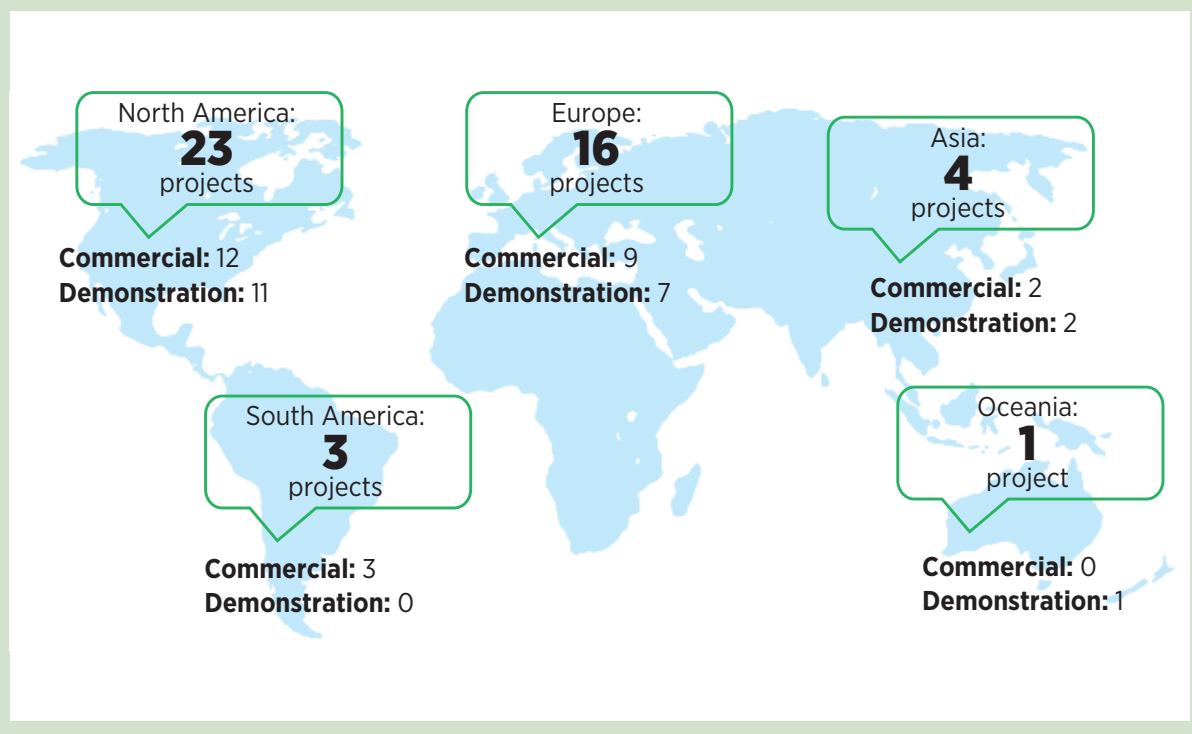 North America:
23
projects
Commercial: 12
Demonstration: 11
Europe:
16
projects
Commercial: 9
Demonstration: 7
Asia:
4
projects
Commercial: 2
Demonstration: 2
South America:
3
projects
Commercial: 3
Demonstration: 0
Oceania:
1
project
Commercial: 0
Demonstration: 1